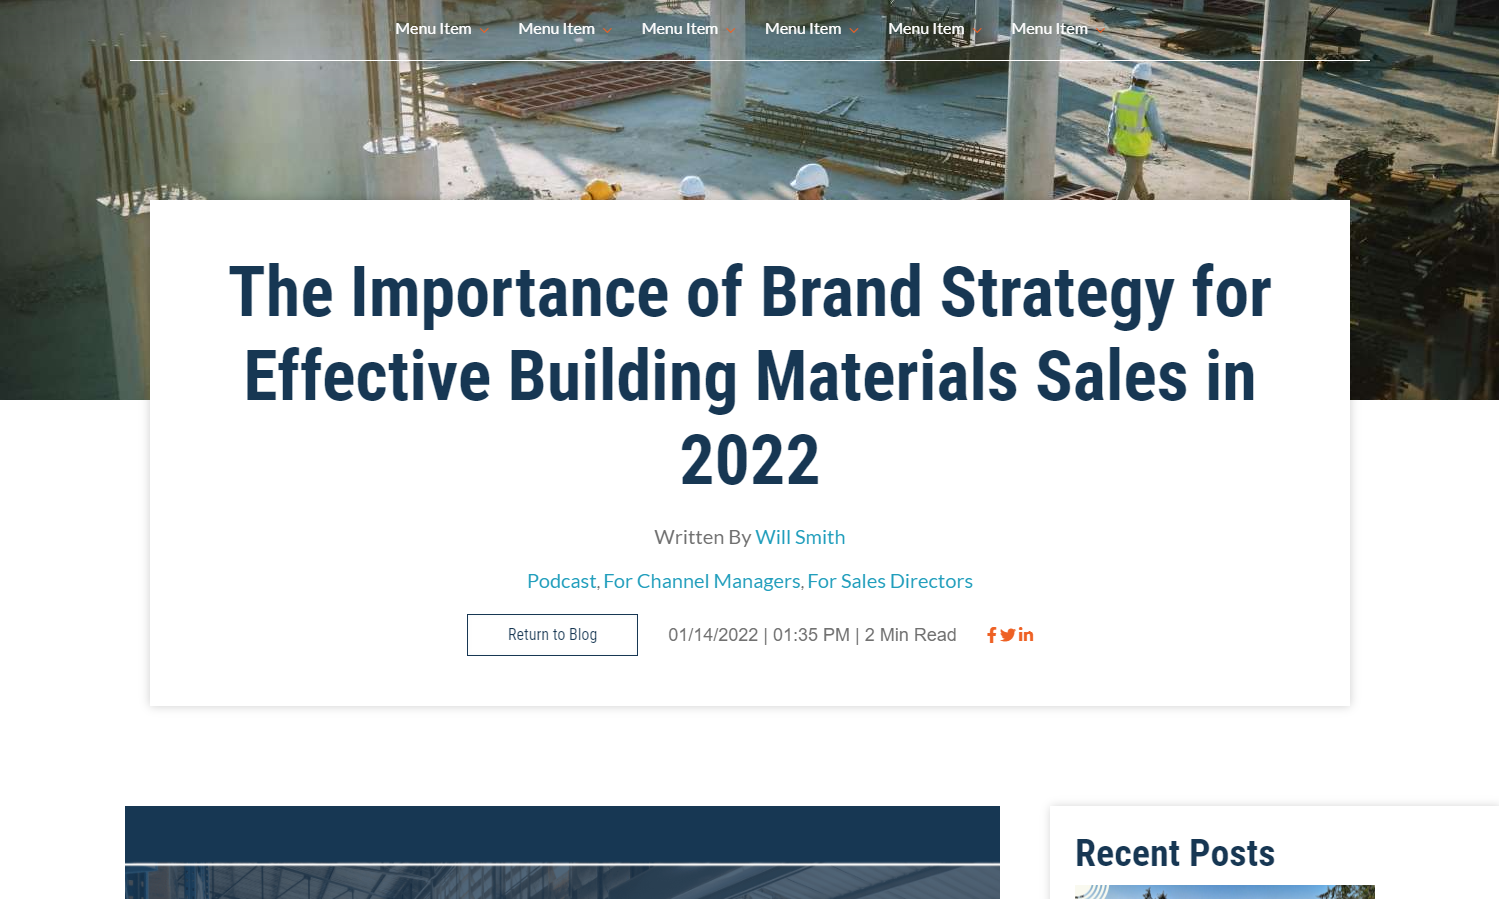 Menu Item Menu Item Menu Item Menu Item Menu Item Menu Item
The Importance of Brand Strategy for
Effective Building Materials Sales in
2022
Written By Will Smith
Podcast, For Channel Managers, For Sales Directors
Return to Blog 01/14/2022 | 01:35 PM | 2 Min Read
Recent Posts